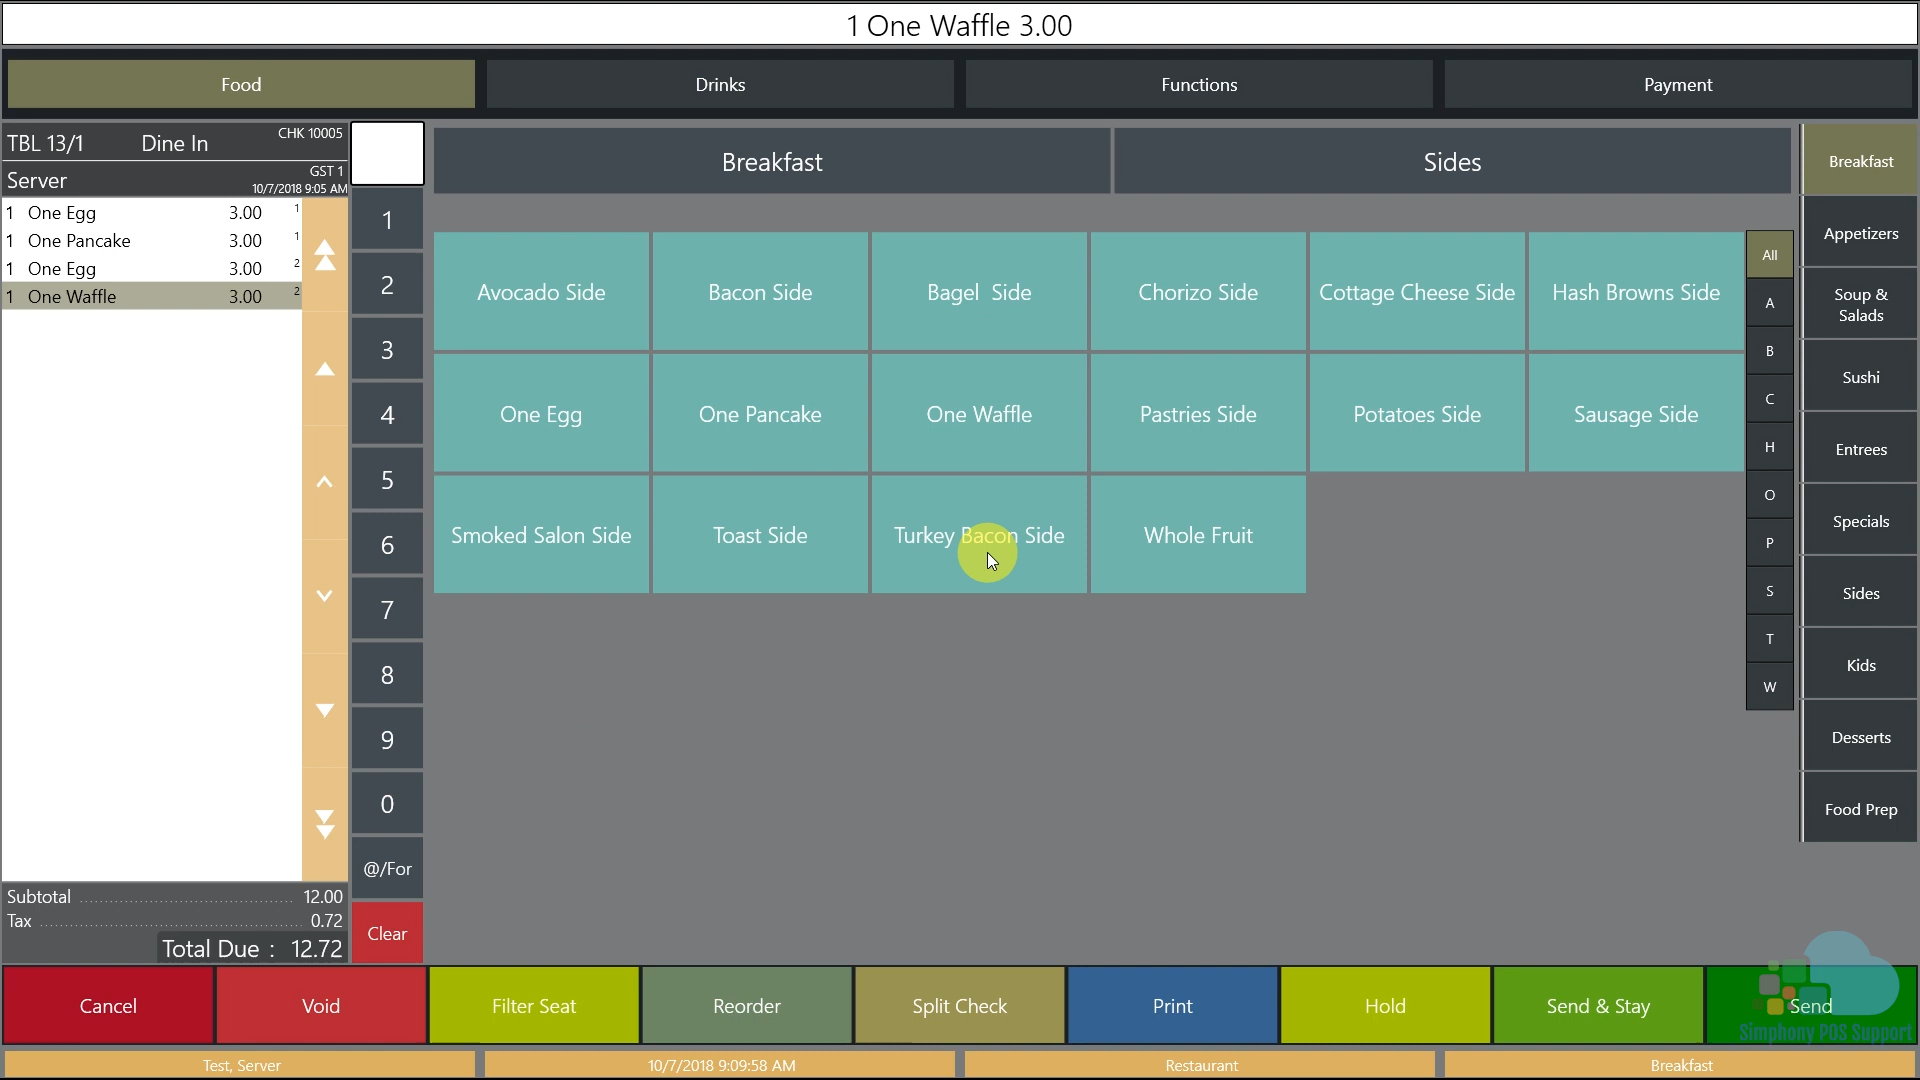 1 One Waffle 3.00
Food Drinks Functions Payment
TBL 13/1 Dine In CHK 10005
GST 1
Server 10/7/2018 9:05 AM
1 One Egg 3.00 1
1 One Pancake 3.00 1
1 One Egg 3.00 2
1 One Waffle 3.00 2
Subtotal 12.00
Tax 0.72
Total Due : 12.72
1
2
3
4
5
6
7
8
9
0
@/For
Clear
Breakfast Sides
Avocado Side Bacon Side Bagel Side Chorizo Side Cottage Cheese Side Hash Browns Side
One Egg One Pancake One Waffle Pastries Side Potatoes Side Sausage Side
Smoked Salon Side Toast Side Turkey Bacon Side Whole Fruit
All
A
B
C
H
O
P
S
T
W
Breakfast
Appetizers
Soup &
Salads
Sushi
Entrees
Specials
Sides
Kids
Desserts
Food Prep
Cancel Void Filter Seat Reorder Split Check Print Hold Send & Stay Send
Simphony POS Support
Test, Server 10/7/2018 9:09:58 AM Restaurant Breakfast